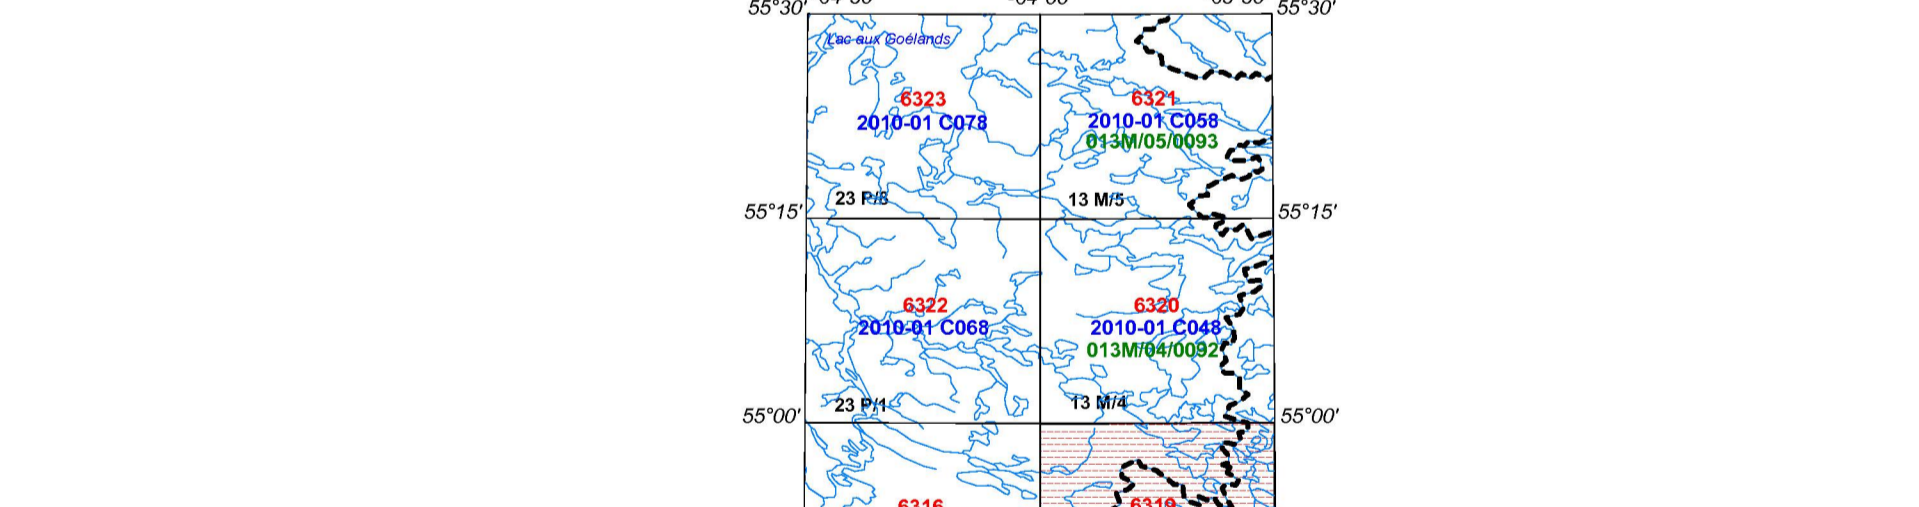 55°30'
55°30'
Lac aux Goélands
6323
2010-01 C078
23 P/8
6321
2010-01 C058
013M/05/0093
13 M/5
55°15'
55°15'
6322
2010-01 C068
23 P/1
6320
2010-01 C048
013M/04/0092
13 M/4
55°00'
55°00'